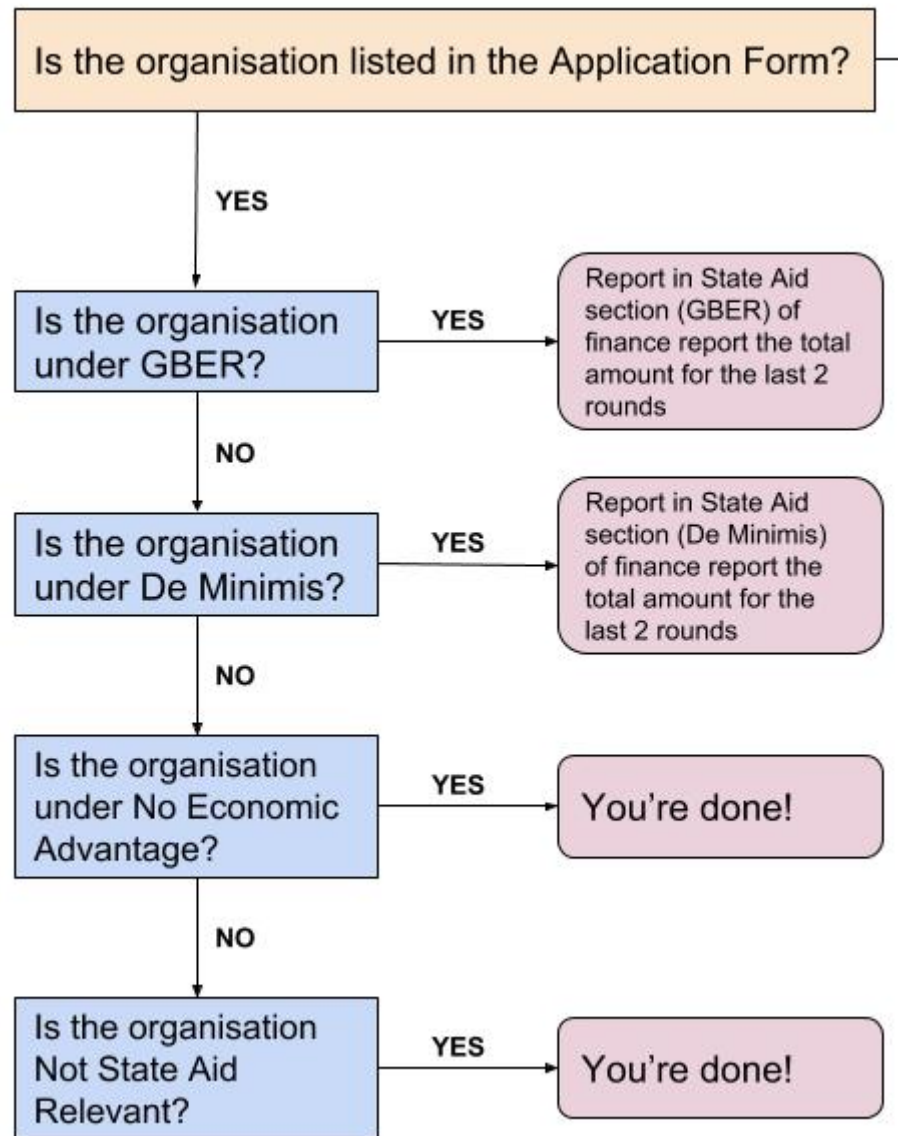 Is the organisation listed in the Application Form?
YES
Is the organisation
under GBER?
YES
Report in State Aid
section (GBER) of
finance report the total
amount for the last 2
rounds
NO
Is the organisation
under De Minimis?
YES
Report in State Aid
section (De Minimis)
of finance report the
total amount for the
last 2 rounds
NO
Is the organisation
under No Economic
Advantage?
YES
You're done!
NO
Is the organisation
Not State Aid
Relevant?
YES
You're done!